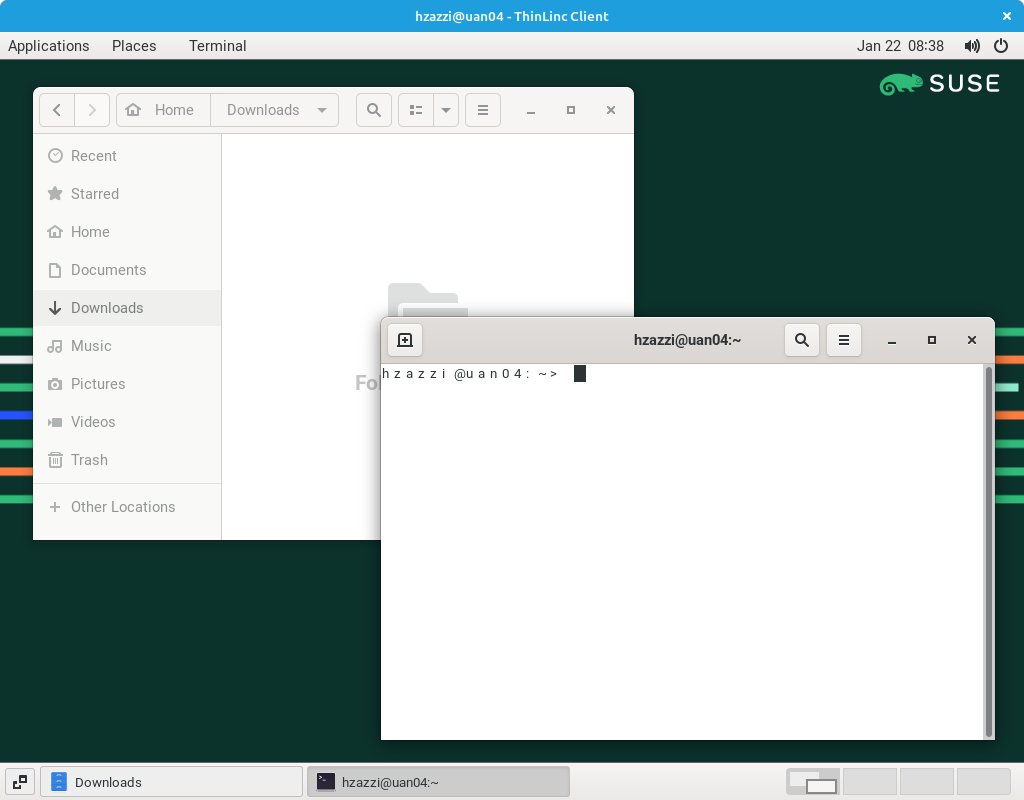 hzazzi@uan04 - ThinLinc Client
Applications Places Terminal Jan 22 08:38
SUSE
Home Downloads
Recent
Starred
Home
Documents
Downloads
Music
Pictures
Videos
Trash
Other Locations
Fol
hzazzi@uan04:~
hzazzi@uan04:~>
Downloads hzazzi@uan04:~